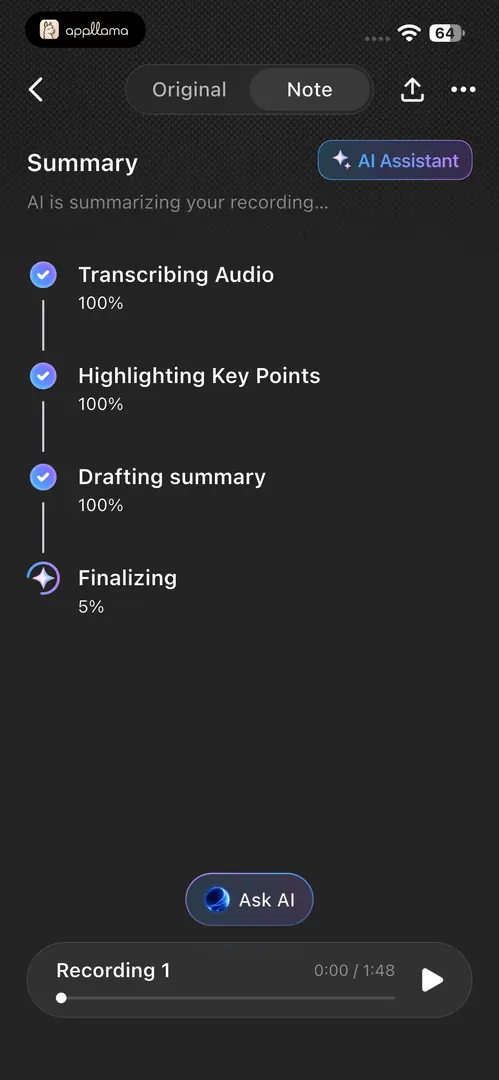 appllama
64
Original
Note
Summary
AI Assistant
AI is summarizing your recording...
Transcribing Audio
100%
Highlighting Key Points
100%
Drafting summary
100%
Finalizing
5%
Ask AI
Recording 1
0:00 / 1:48